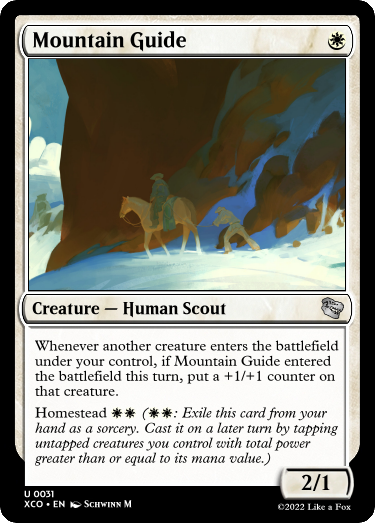 Mountain Guide
Creature — Human Scout
Whenever another creature enters the battlefield
under your control, if Mountain Guide entered
the battlefield this turn, put a +1/+1 counter on
that creature.
Homestead (: Exile this card from your
hand as a sorcery. Cast it on a later turn by tapping
untapped creatures you control with total power
greater than or equal to its mana value.)
2/1
U 0031
XCO • EN SCHWINN M
©2022 Like a Fox